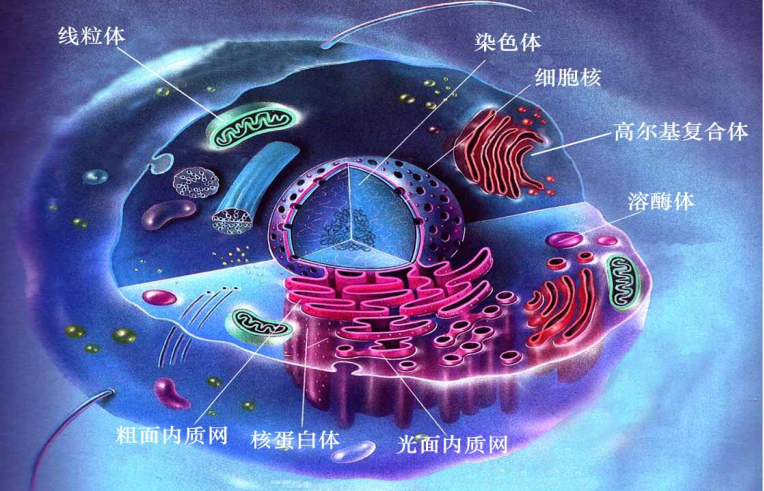 线粒体
染色体
细胞核
高尔基复合体
溶酶体
粗面内质网
核蛋白体
光面内质网